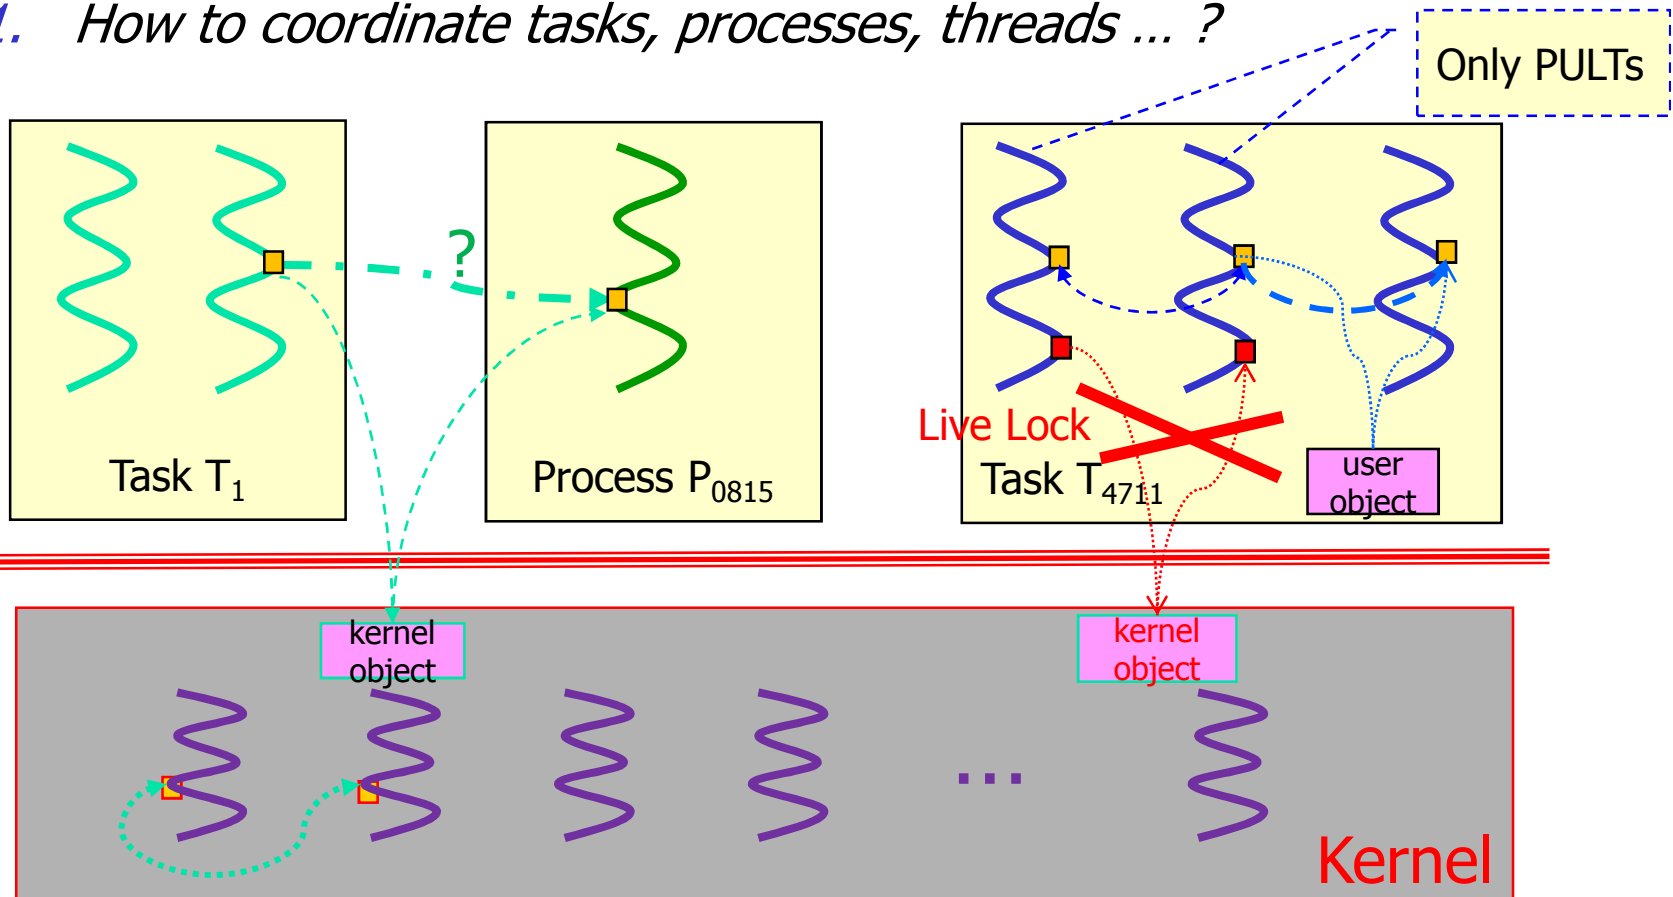 1. How to coordinate tasks, processes, threads … ?
Only PULTs
?
Live Lock
Task T1
Process P0815
Task T4711
user
object
kernel
object
kernel
object
...
Kernel